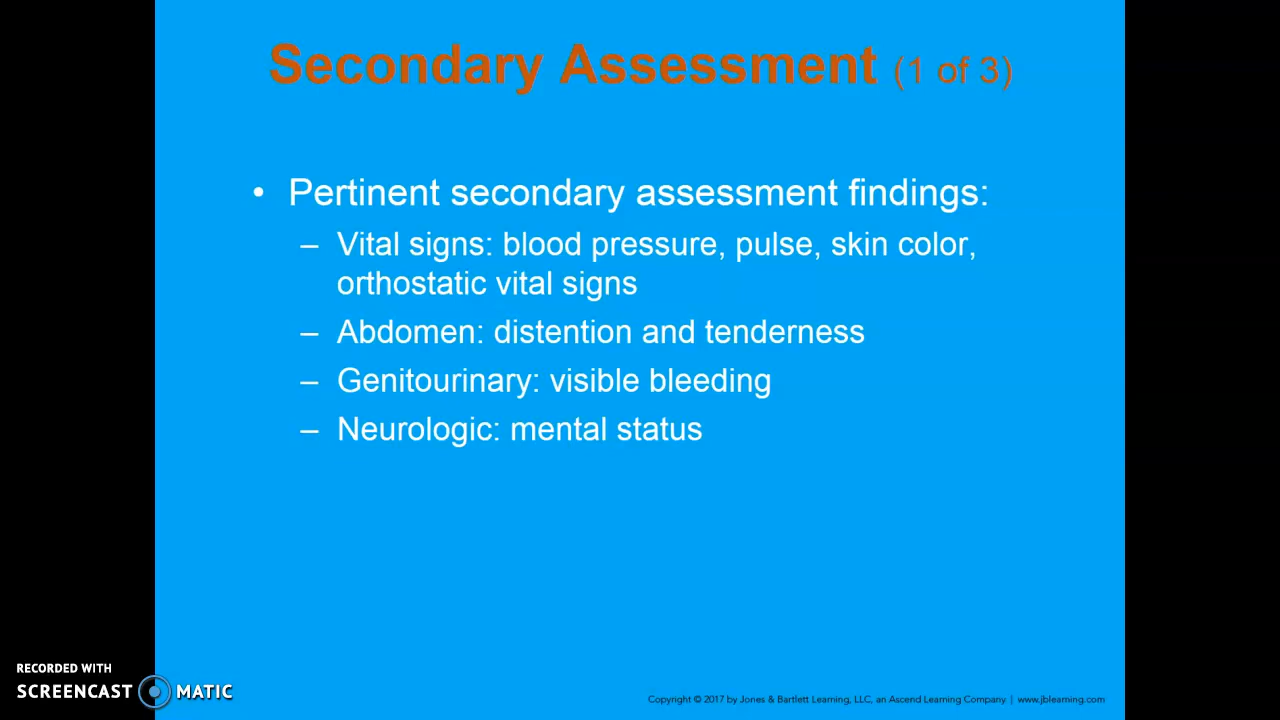 Secondary Assessment (1 of 3)
• Pertinent secondary assessment findings:
– Vital signs: blood pressure, pulse, skin color,
orthostatic vital signs
– Abdomen: distention and tenderness
– Genitourinary: visible bleeding
– Neurologic: mental status
RECORDED WITH
SCREENCAST MATIC
Copyright © 2017 by Jones & Bartlett Learning, LLC, an Ascend Learning Company | www.jblearning.com